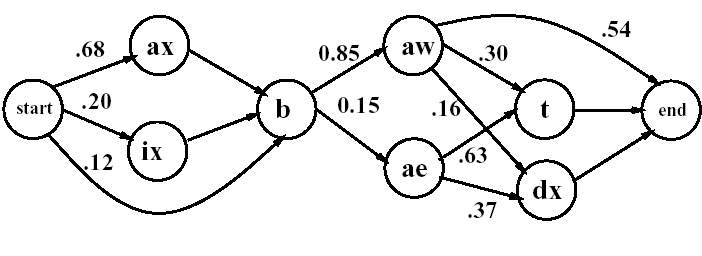 start
.68
.20
.12
ax
ix
b
0.85
0.15
aw
ae
.54
.30
.16
.63
.37
t
dx
end